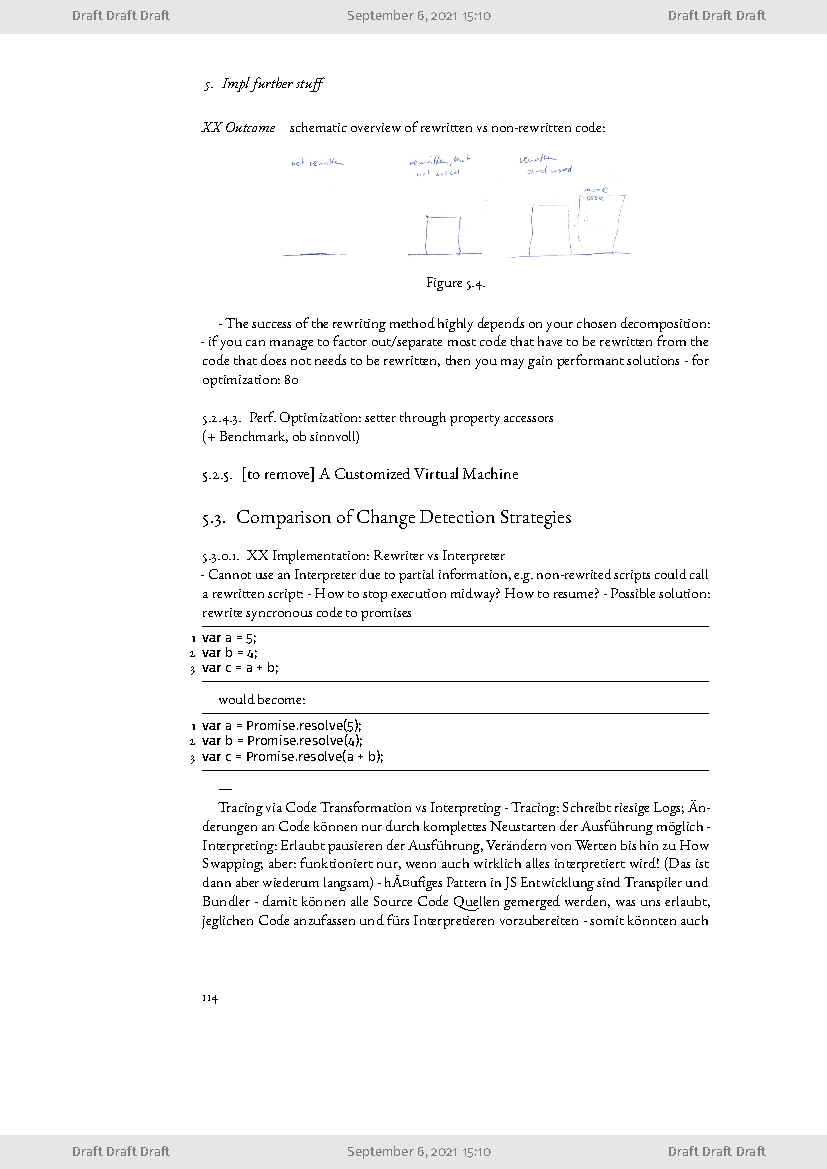 Draft Draft Draft September 6, 2021 15:10 Draft Draft Draft
5. Impl further stuff
XX Outcome schematic overview of rewritten vs non-rewritten code:
not rewritten rewritten, but rewritten
not used and used
more
use
Figure 5.4.
- The success of the rewriting method highly depends on your chosen decomposition:
- if you can manage to factor out/separate most code that have to be rewritten from the
code that does not needs to be rewritten, then you may gain performant solutions - for
optimization: 80
5.2.4.3. Perf. Optimization: setter through property accessors
(+ Benchmark, ob sinnvoll)
5.2.5. [to remove] A Customized Virtual Machine
5.3. Comparison of Change Detection Strategies
5.3.0.1. XX Implementation: Rewriter vs Interpreter
- Cannot use an Interpreter due to partial information, e.g. non-rewrited scripts could call
a rewritten script: - How to stop execution midway? How to resume? - Possible solution:
rewrite syncronous code to promises
1 var a = 5;
2 var b = 4;
3 var c = a + b;
would become:
1 var a = Promise.resolve(5);
2 var b = Promise.resolve(4);
3 var c = Promise.resolve(a + b);
—
Tracing via Code Transformation vs Interpreting - Tracing: Schreibt riesige Logs; Än-
derungen an Code können nur durch komplettes Neustarten der Ausführung möglich -
Interpreting: Erlaubt pausieren der Ausführung, Verändern von Werten bis hin zu How
Swapping; aber: funktioniert nur, wenn auch wirklich alles interpretiert wird! (Das ist
dann aber wiederum langsam) - hÃ¤ufiges Pattern in JS Entwicklung sind Transpiler und
Bundler - damit können alle Source Code Quellen gemerged werden, was uns erlaubt,
jeglichen Code anzufassen und fürs Interpretieren vorzubereiten - somit könnten auch
114
Draft Draft Draft September 6, 2021 15:10 Draft Draft Draft